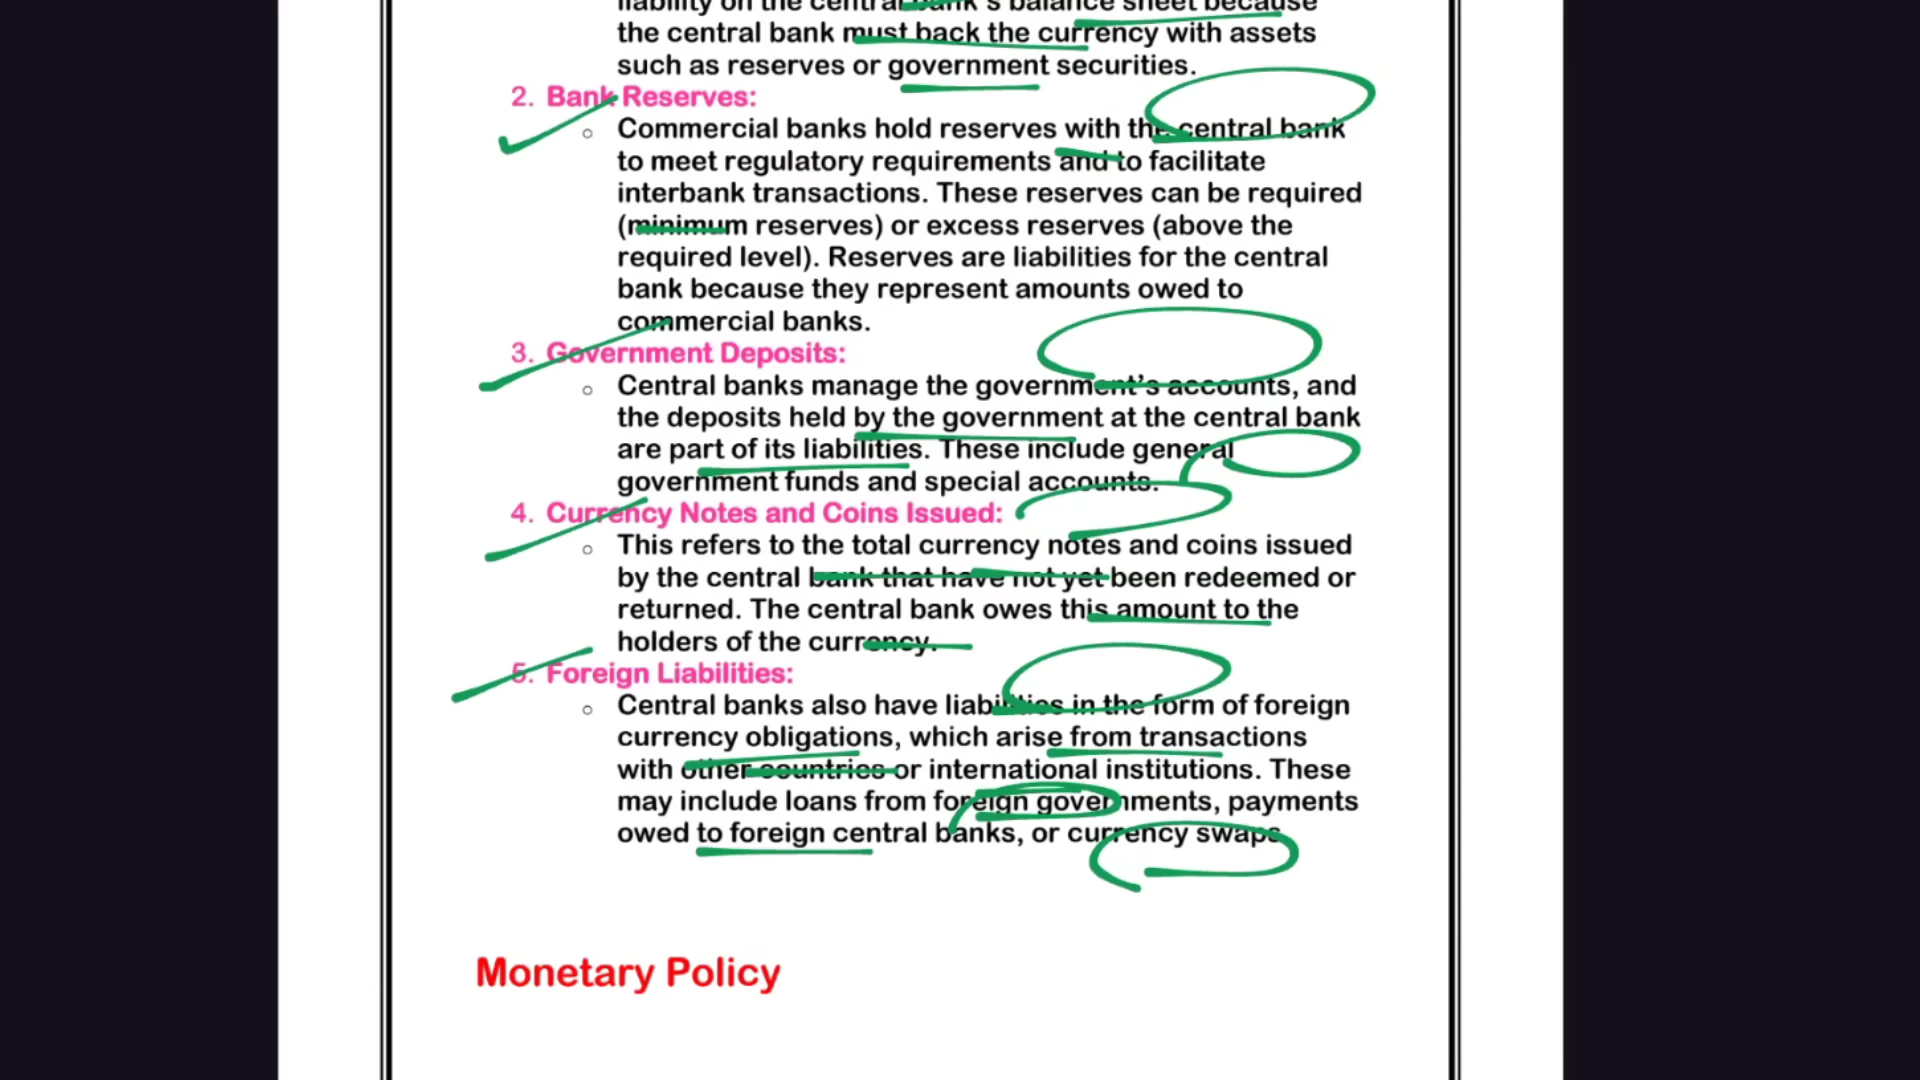 liability on the central bank's balance sheet because
the central bank must back the currency with assets
such as reserves or government securities.
2. Bank Reserves:
○ Commercial banks hold reserves with the central bank
to meet regulatory requirements and to facilitate
interbank transactions. These reserves can be required
(minimum reserves) or excess reserves (above the
required level). Reserves are liabilities for the central
bank because they represent amounts owed to
commercial banks.
3. Government Deposits:
○ Central banks manage the government’s accounts, and
the deposits held by the government at the central bank
are part of its liabilities. These include general
government funds and special accounts.
4. Currency Notes and Coins Issued:
○ This refers to the total currency notes and coins issued
by the central bank that have not yet been redeemed or
returned. The central bank owes this amount to the
holders of the currency.
5. Foreign Liabilities:
○ Central banks also have liabilities in the form of foreign
currency obligations, which arise from transactions
with other countries or international institutions. These
may include loans from foreign governments, payments
owed to foreign central banks, or currency swaps
Monetary Policy